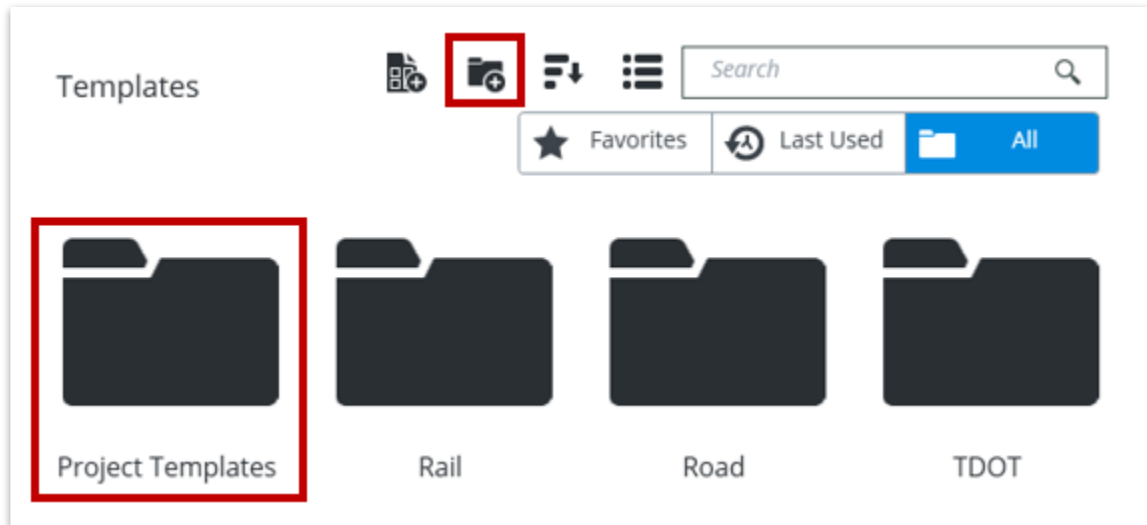 Templates
Search
Favorites
Last Used
All
Project Templates
Rail
Road
TDOT